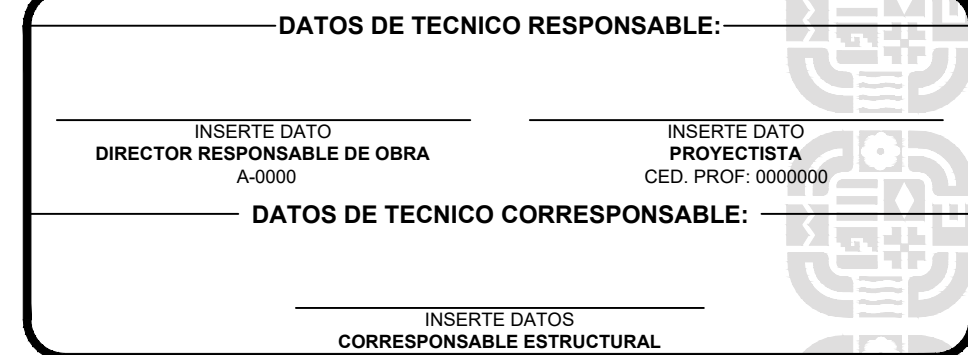 DATOS DE TECNICO RESPONSABLE:
INSERTE DATO
DIRECTOR RESPONSABLE DE OBRA
A-0000
INSERTE DATO
PROYECTISTA
CED. PROF: 0000000
DATOS DE TECNICO CORRESPONSABLE:
INSERTE DATOS
CORRESPONSABLE ESTRUCTURAL